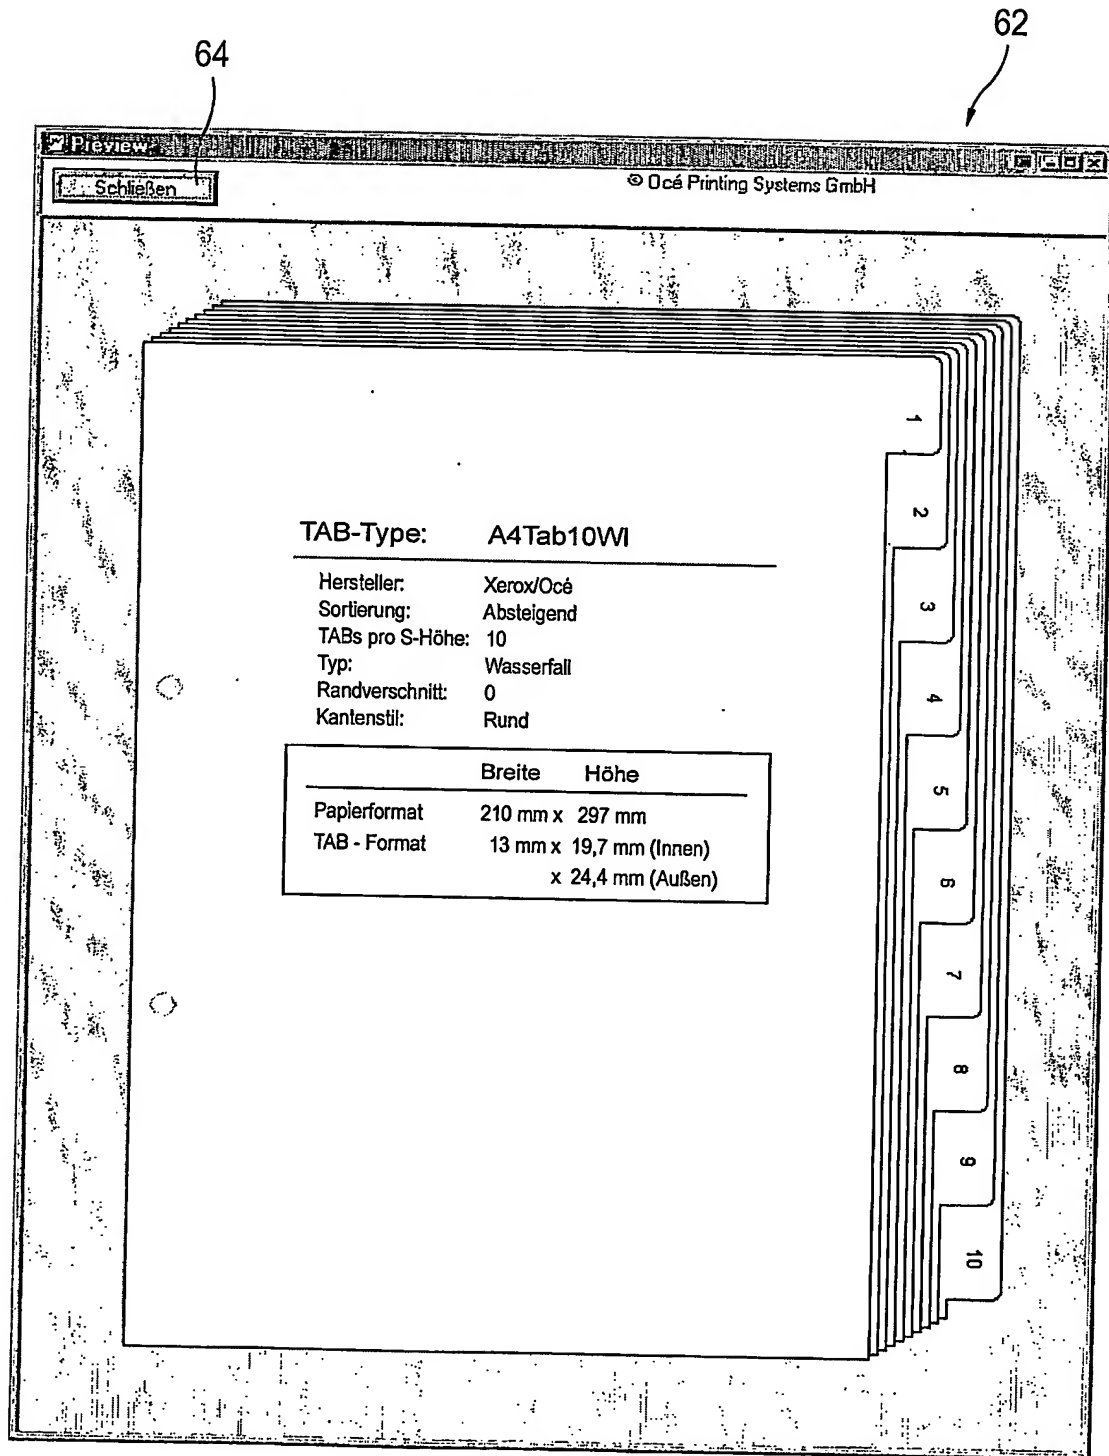 62
64
Preview
Schließen
© Océ Printing Systems GmbH
1
2
3
4
5
6
7
8
9
10
TAB-Type: A4Tab10WI
Hersteller: Xerox/Océ
Sortierung: Absteigend
TABs pro S-Höhe: 10
Typ: Wasserfall
Randverschnitt: 0
Kantenstil: Rund
Breite Höhe
Papierformat 210 mm x 297 mm
TAB - Format 13 mm x 19,7 mm (Innen)
x 24,4 mm (Außen)